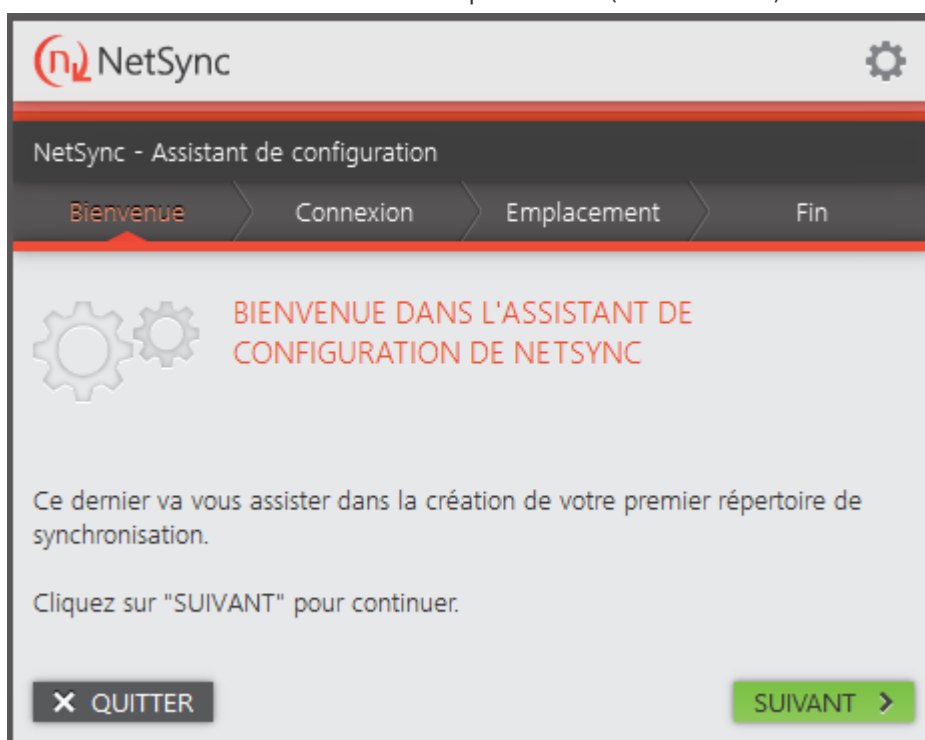 NetSync
NetSync - Assistant de configuration
Bienvenue
Connexion
Emplacement
Fin
BIENVENUE DANS L'ASSISTANT DE
CONFIGURATION DE NETSYNC
Ce dernier va vous assister dans la création de votre premier répertoire de
synchronisation.
Cliquez sur "SUIVANT" pour continuer.
QUITTER
SUIVANT